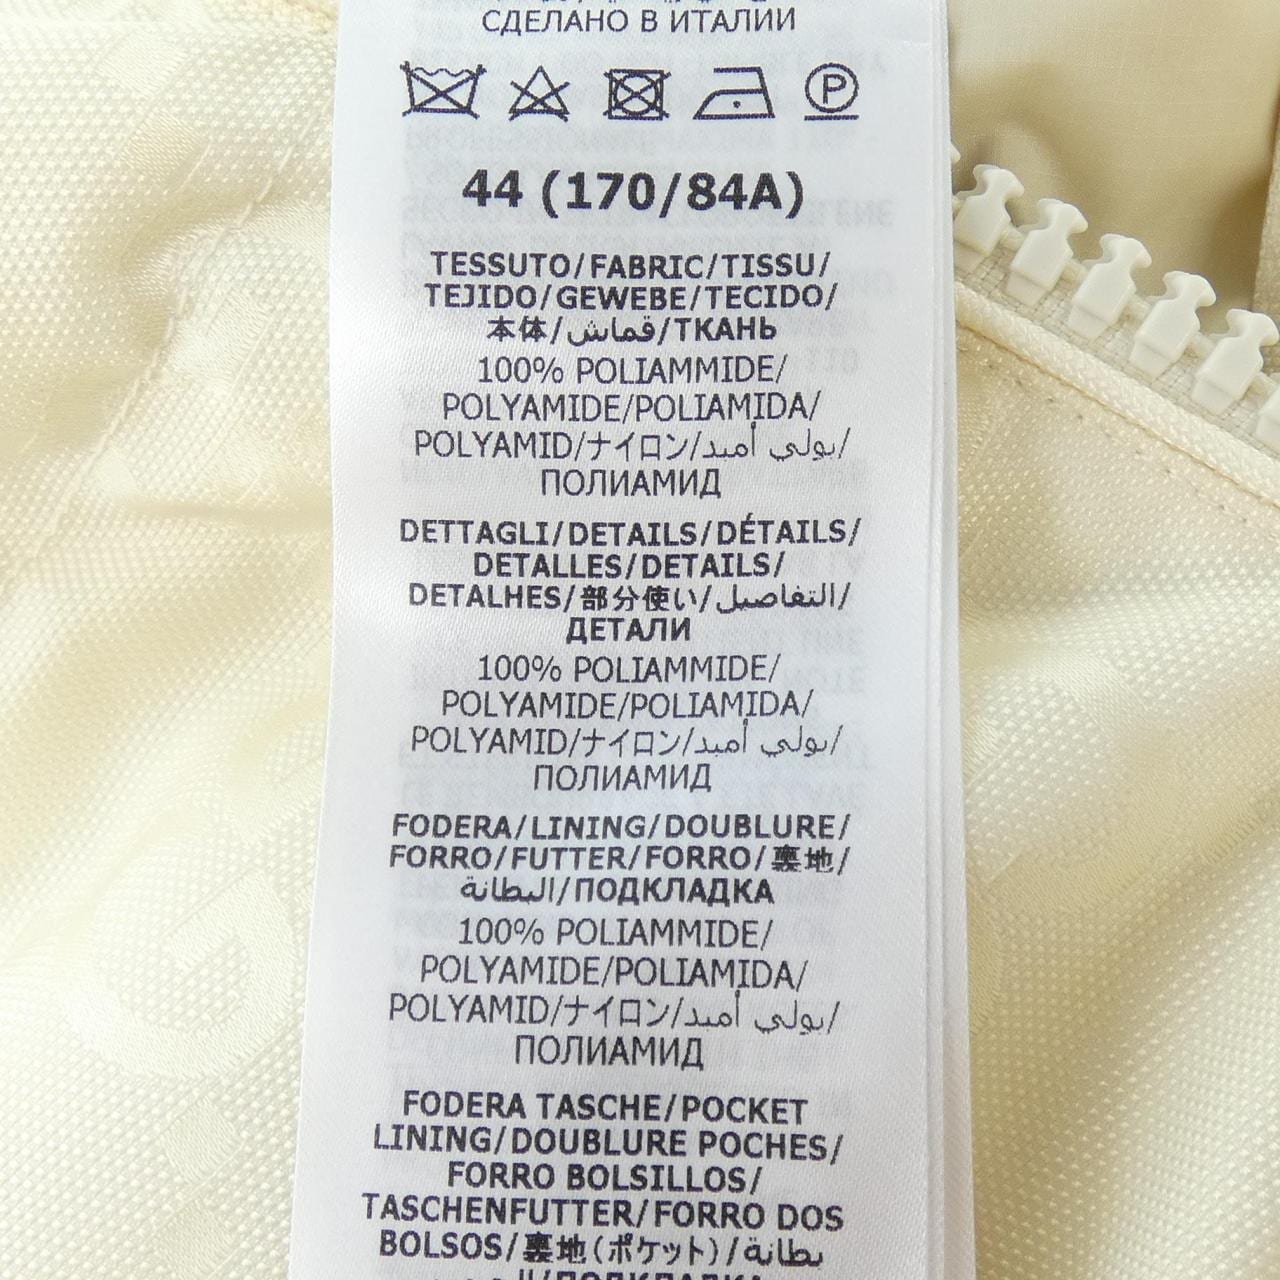 СДЕЛАНО В ИТАЛИИ
P
44 (170/84A)
TESSUTO/FABRIC/TISSU/
TEJIDO/GEWEBE/TECIDO/
本体/قماش/ТКАНЬ
100% POLIAMMIDE/
POLYAMIDE/POLIAMIDA/
POLYAMID/ナイロン/بولي أميد/
ПОЛИАМИД
DETTAGLI/DETAILS/DÉTAILS/
DETALLES/DETAILS/
DETALHES/部分使い/التفاصيل/
ДЕТАЛИ
100% POLIAMMIDE/
POLYAMIDE/POLIAMIDA/
POLYAMID/ナイロン/بولي أميد/
ПОЛИАМИД
FODERA/LINING/DOUBLURE/
FORRO/FUTTER/FORRO/裏地/
البطانة/ПОДКЛАДКА
100% POLIAMMIDE/
POLYAMIDE/POLIAMIDA/
POLYAMID/ナイロン/بولي أميد/
ПОЛИАМИД
FODERA TASCHE/POCKET
LINING/DOUBLURE POCHES/
FORRO BOLSILLOS/
TASCHENFUTTER/FORRO DOS
BOLSOS/裏地(ポケット)/بطانة